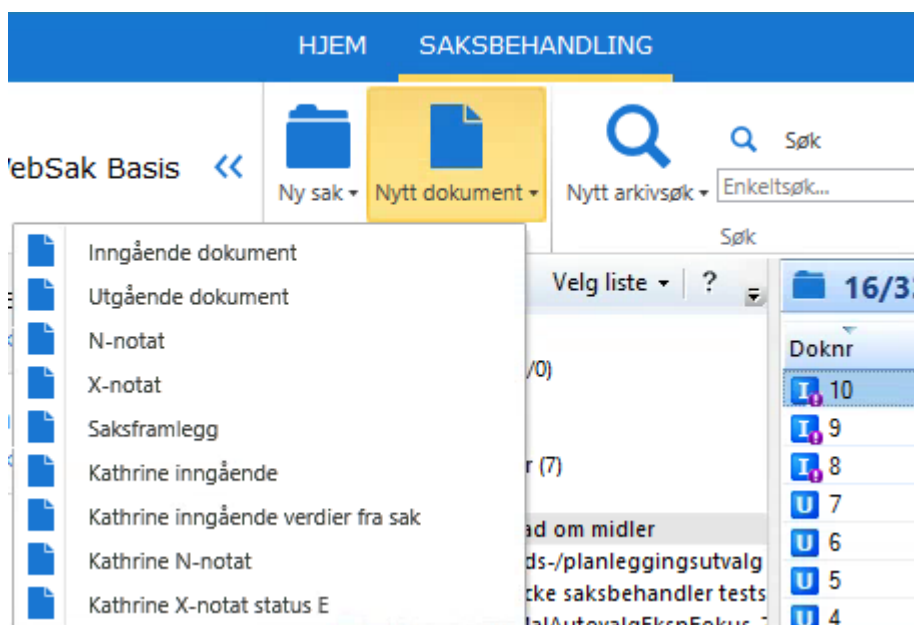 HJEM SAKSBEHANDLING
ebSak Basis <<
Ny sak
Nytt dokument
Nytt arkivsøk
Søk
Enkeltsøk...
Søk
Inngående dokument
Utgående dokument
N-notat
X-notat
Saksframlegg
Kathrine inngående
Kathrine inngående verdier fra sak
Kathrine N-notat
Kathrine X-notat status E
Velg liste ?
/0)
r (7)
ad om midler
ds-/planleggingsutvalg
cke saksbehandler tests
16/3
Doknr
I 10
I 9
I 8
U 7
U 6
U 5
U 4